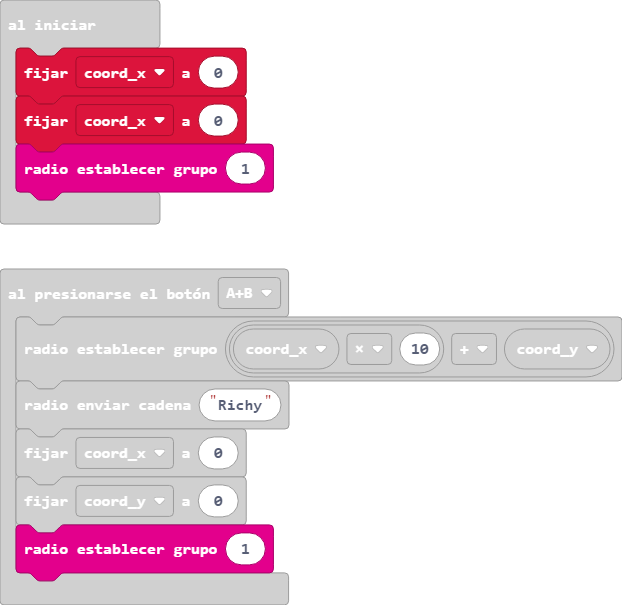 al iniciar
fijar coord_x a 0
fijar coord_x a 0
radio establecer grupo 1
al presionarse el botón A+B
radio establecer grupo coord_x × 10 + coord_y
radio enviar cadena "Richy"
fijar coord_x a 0
fijar coord_y a 0
radio establecer grupo 1